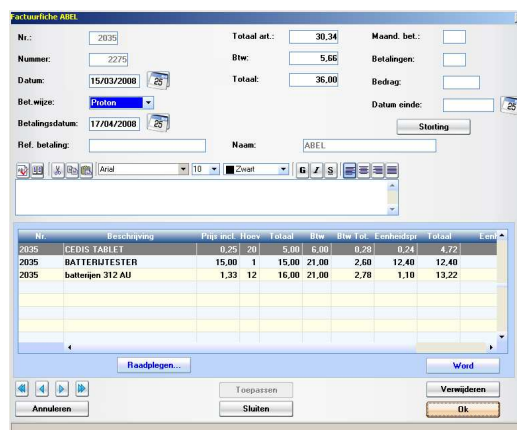 Factuurfiche ABEL
Nr.: 2035 Totaal art.: 30,34 Maand. bet.:
Nummer: 2275 Btw: 5,66 Betalingen:
Datum: 15/03/2008 25 Totaal: 36,00 Bedrag:
Bet.wijze: Proton Datum einde: 25
Betalingsdatum: 17/04/2008 25 Storting
Ref. betaling: Naam: ABEL
Arial 10 Zwart G I S
Nr. Beschrijving Prijs incl. Hoev Totaal Btw Btw Tot. Eenheidspr Totaal Eenl
2035 CEDIS TABLET 0,25 20 5,00 6,00 0,28 0,24 4,72
2035 BATTERIJTESTER 15,00 1 15,00 21,00 2,60 12,40 12,40
2035 batterijen 312 AU 1,33 12 16,00 21,00 2,78 1,10 13,22
Raadplegen... Word
Toepassen Verwijderen
Annuleren Sluiten Ok